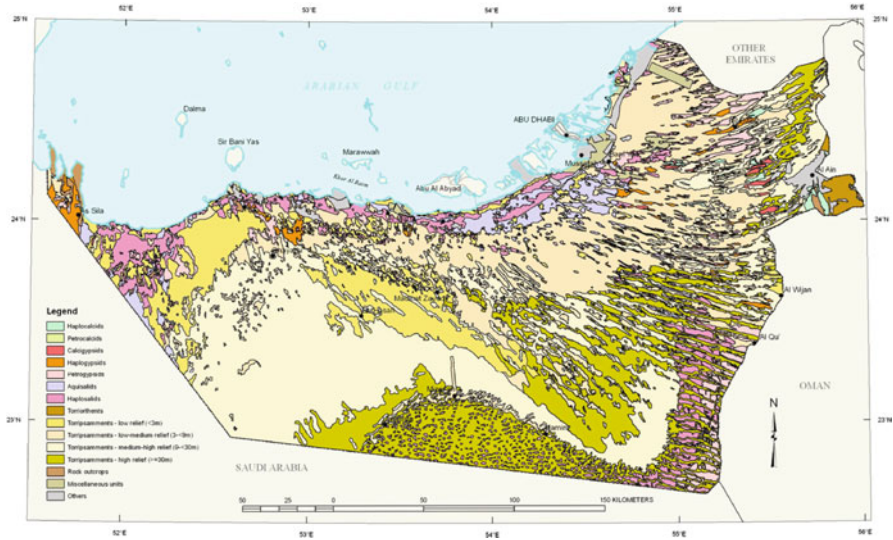 52°E 53°E 54°E 55°E 56°E
25°N 25°N
OTHER
EMIRATES
ARABIAN GULF
Dalma
ABU DHABI
Sir Bani Yas
Marawwah
Khor Al Bazm
Abu Al Abyad
Al Ain
24°N 24°N
Al Wijan
Al Qu'
OMAN
N
23°N 23°N
SAUDI ARABIA
Legend
Haplocalcids
Petrocalcids
Calcigypsids
Haplogypsids
Petrogypsids
Aquisalids
Haplosalids
Torriorthents
Torripsamments - low relief (<3m)
Torripsamments - low-medium relief (3-<9m)
Torripsamments - medium-high relief (9-<30m)
Torripsamments - high relief (>=30m)
Rock outcrops
Miscellaneous units
Others
50 25 0 50 100 150 KILOMETERS
52°E 53°E 54°E 55°E 56°E